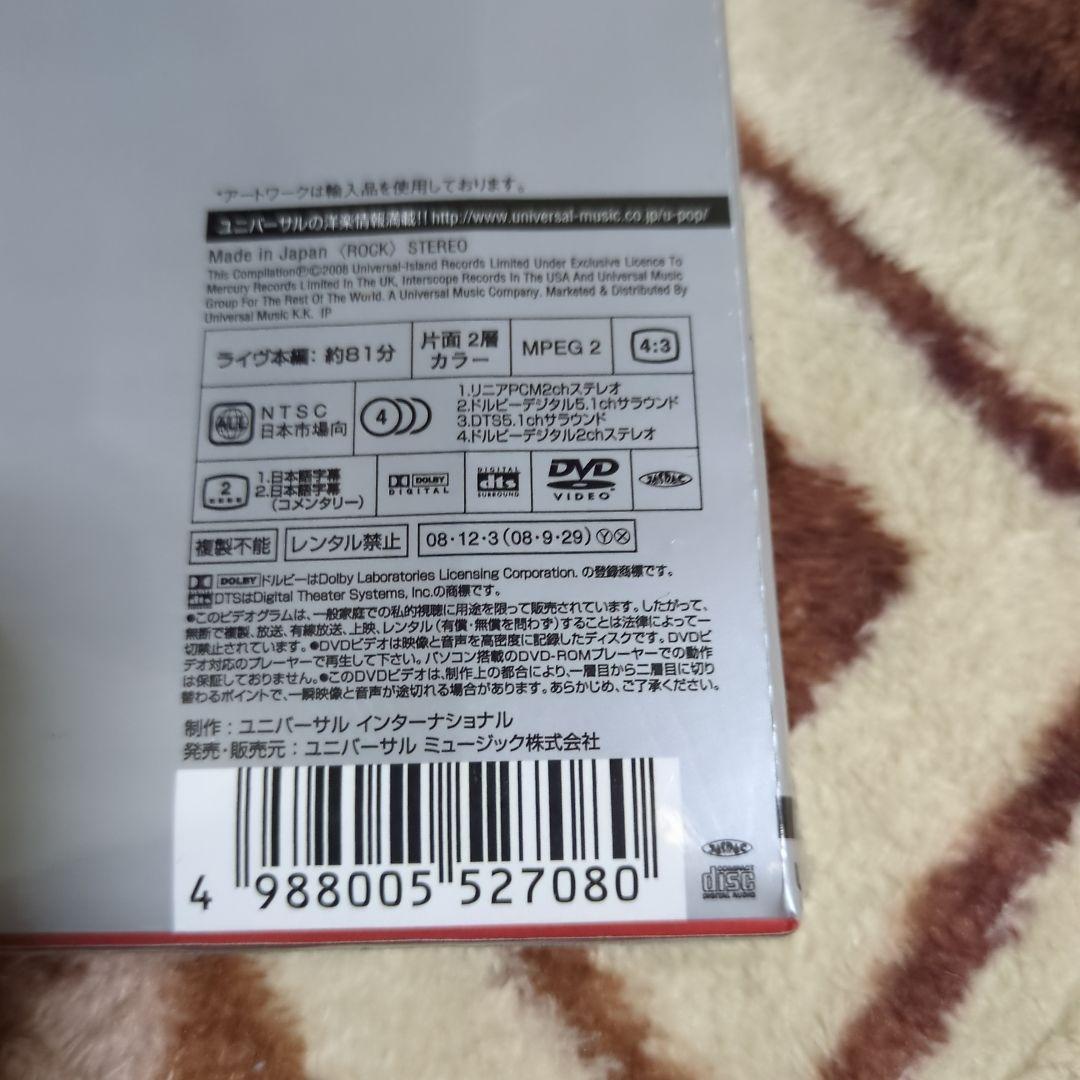 *アートワークは輸入品を使用しております。
ユニバーサルの洋楽情報満載!! http://www.universal-music.co.jp/u-pop/
Made in Japan 〈ROCK〉 STEREO
This Compilation℗©2008 Universal-Island Records Limited Under Exclusive Licence To
Mercury Records Limited In The UK, Interscope Records In The USA And Universal Music
Group For The Rest Of The World. A Universal Music Company. Marketed & Distributed By
Universal Music K.K. IP
ライヴ本編: 約81分
片面 2層
カラー
MPEG 2
4:3
ALL
NTSC
日本市場向
4
1.リニアPCM2chステレオ
2.ドルビーデジタル5.1chサラウンド
3.DTS5.1chサラウンド
4.ドルビーデジタル2chステレオ
2
1.日本語字幕
2.日本語字幕
(コメンタリー)
DOLBY
DIGITAL
DIGITAL
dts
SURROUND
DVD
VIDEO
JASRAC
複製不能
レンタル禁止
08・12・3(08・9・29)ⓎⓍ
DOLBY ドルビーはDolby Laboratories Licensing Corporation. の登録商標です。
dts DTSはDigital Theater Systems, Inc.の商標です。
●このビデオグラムは、一般家庭での私的視聴に用途を限って販売されています。したがって、
無断で複製、放送、有線放送、上映、レンタル(有償・無償を問わず)することは法律によって一
切禁止されています。●DVDビデオは映像と音声を高密度に記録したディスクです。DVDビ
デオ対応のプレーヤーで再生して下さい。パソコン搭載のDVD-ROMプレーヤーでの動作
は保証しておりません。●このDVDビデオは、制作上の都合により、一層目から二層目に切り
替わるポイントで、一瞬映像と音声が途切れる場合があります。あらかじめ、ご了承ください。
制作：ユニバーサル インターナショナル
発売・販売元：ユニバーサル ミュージック株式会社
4 988005 527080
JASRAC
COMPACT
disc
DIGITAL AUDIO